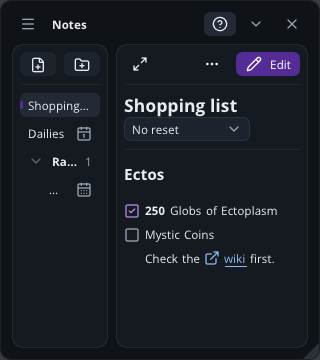 Notes
Edit
Shopping...
Dailies
Ra... 1
...
Shopping list
No reset
Ectos
250 Globs of Ectoplasm
Mystic Coins
Check the wiki first.